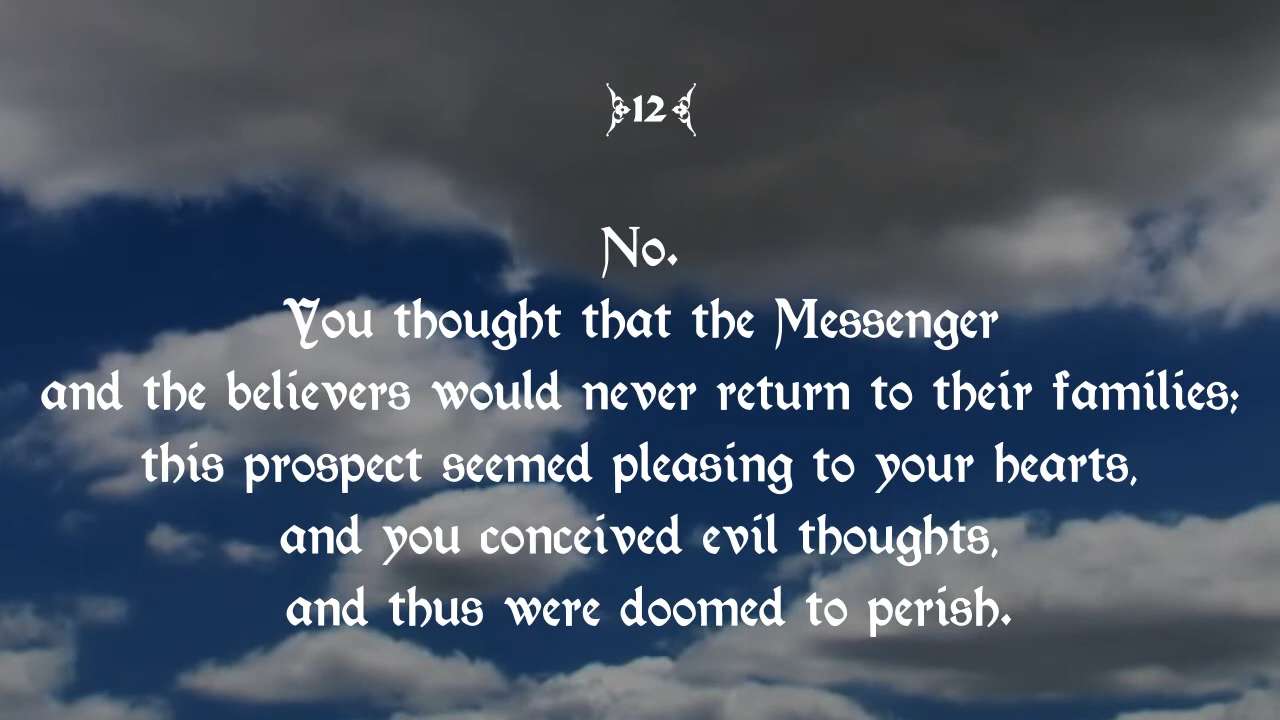 12
No.
You thought that the Messenger
and the believers would never return to their families;
this prospect seemed pleasing to your hearts,
and you conceived evil thoughts,
and thus were doomed to perish.